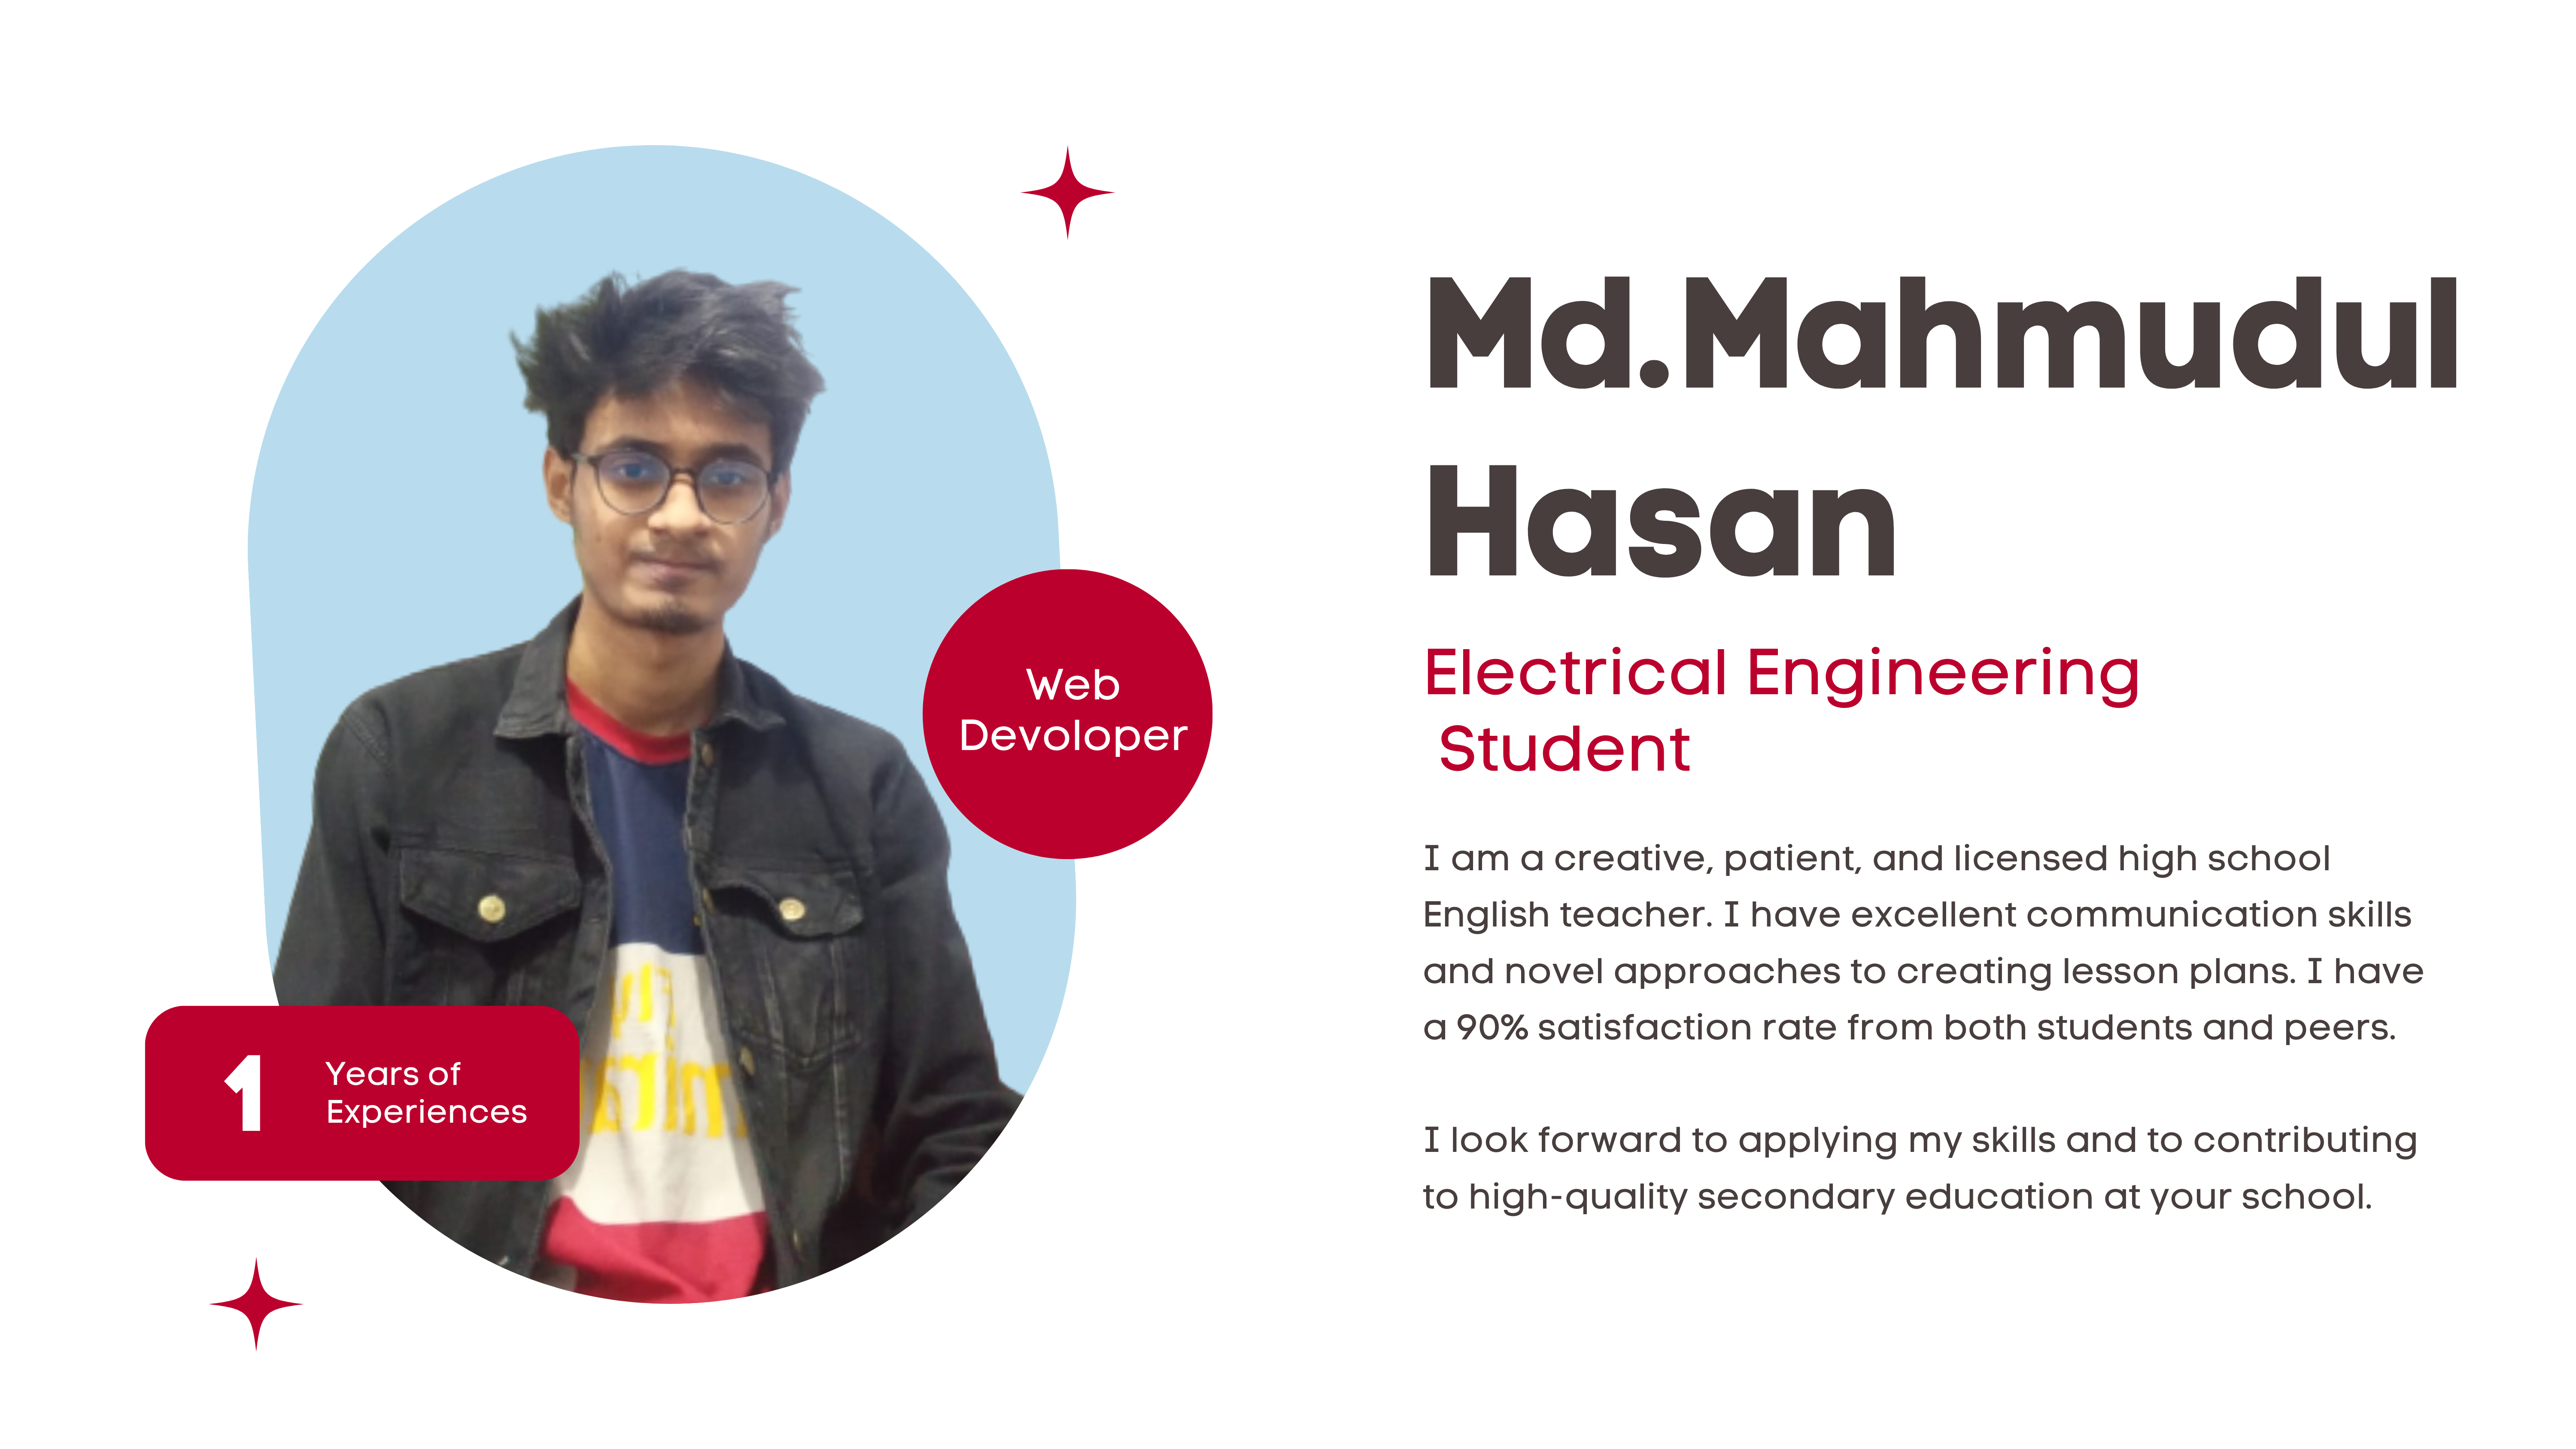 Md.Mahmudul
Hasan
Electrical Engineering
Student
I am a creative, patient, and licensed high school
English teacher. I have excellent communication skills
and novel approaches to creating lesson plans. I have
a 90% satisfaction rate from both students and peers.
I look forward to applying my skills and to contributing
to high-quality secondary education at your school.
Web
Devoloper
1
Years of
Experiences